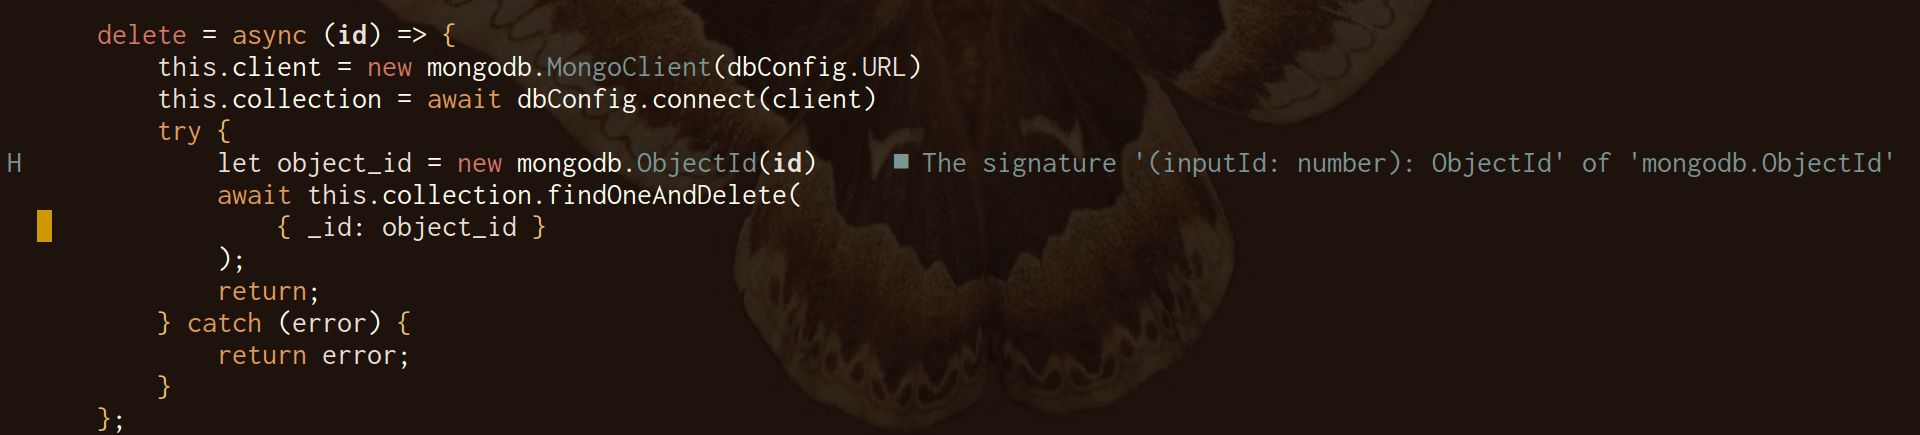 delete = async (id) => {
this.client = new mongodb.MongoClient(dbConfig.URL)
this.collection = await dbConfig.connect(client)
try {
H let object_id = new mongodb.ObjectId(id) ■ The signature '(inputId: number): ObjectId' of 'mongodb.ObjectId'
await this.collection.findOneAndDelete(
{ _id: object_id }
);
return;
} catch (error) {
return error;
}
};